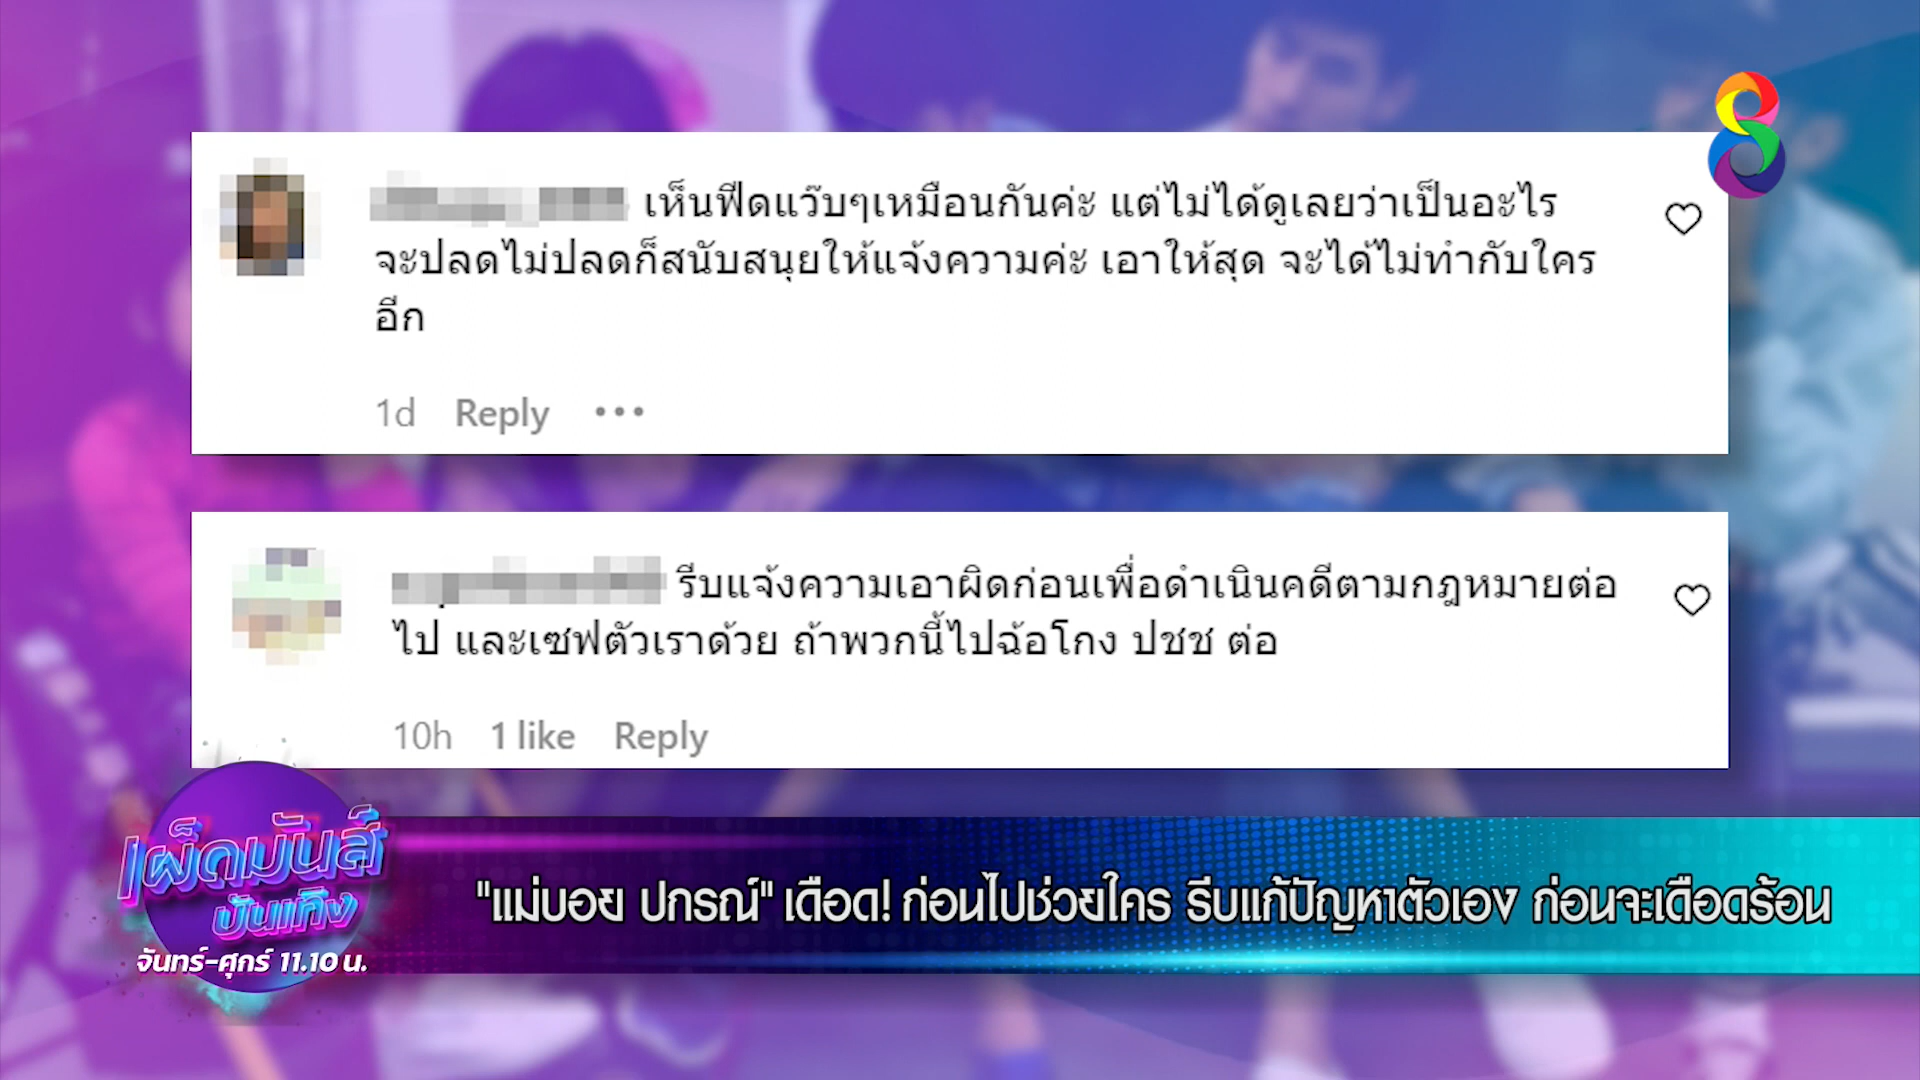 เห็นฟีดแว๊บๆเหมือนกันค่ะ แต่ไม่ได้ดูเลยว่าเป็นอะไร
จะปลดไม่ปลดก็สนับสนุยให้แจ้งความค่ะ เอาให้สุด จะได้ไม่ทำกับใคร
อีก
1d Reply •••
รีบแจ้งความเอาผิดก่อนเพื่อดำเนินคดีตามกฎหมายต่อ
ไป และเซฟตัวเราด้วย ถ้าพวกนี้ไปฉ้อโกง ปชช ต่อ
10h 1 like Reply
เผ็ดมันส์
บันเทิง
จันทร์-ศุกร์ 11.10 น.
"แม่บอย ปกรณ์" เดือด! ก่อนไปช่วยใคร รีบแก้ปัญหาตัวเอง ก่อนจะเดือดร้อน
8